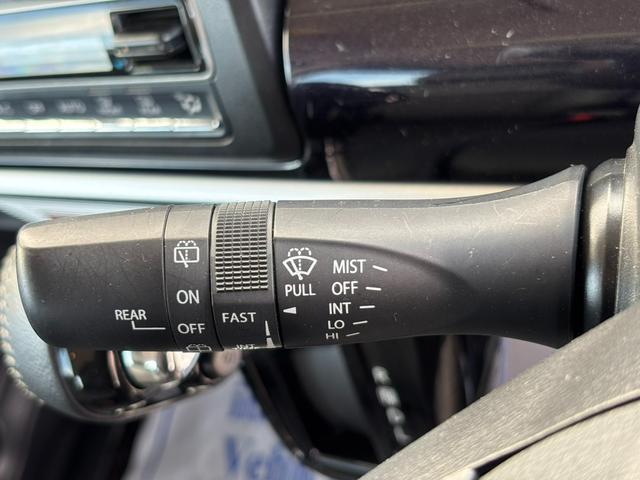 REAR
ON
OFF
FAST
PULL
MIST
OFF
INT
LO
HI